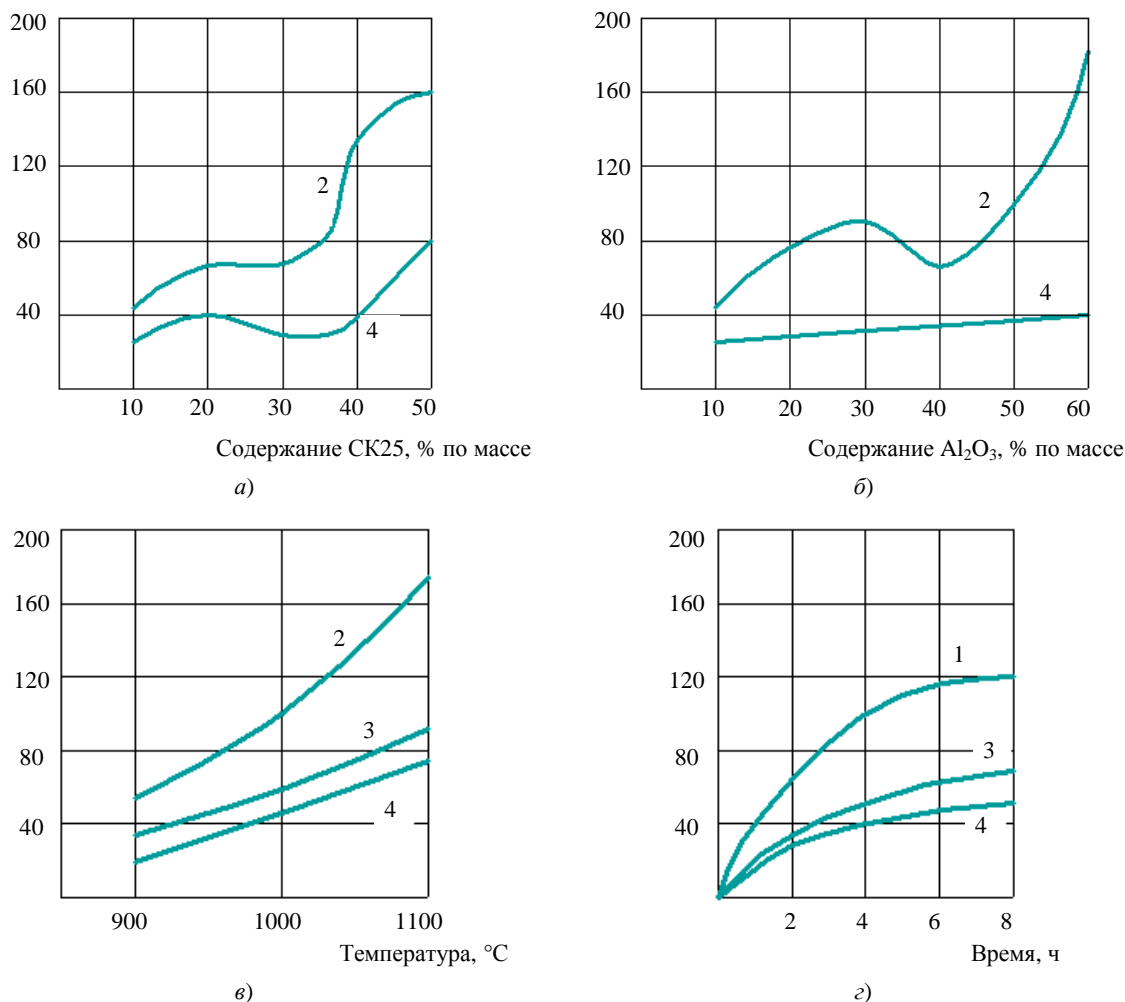 200
160
120
80
40
2
4
10 20 30 40 50
Содержание СК25, % по массе
а)
200
160
120
80
40
2
4
10 20 30 40 50 60
Содержание Al₂O₃, % по массе
б)
200
160
120
80
40
2
3
4
900 1000 1100
Температура, °C
в)
200
160
120
80
40
1
3
4
2 4 6 8
Время, ч
г)